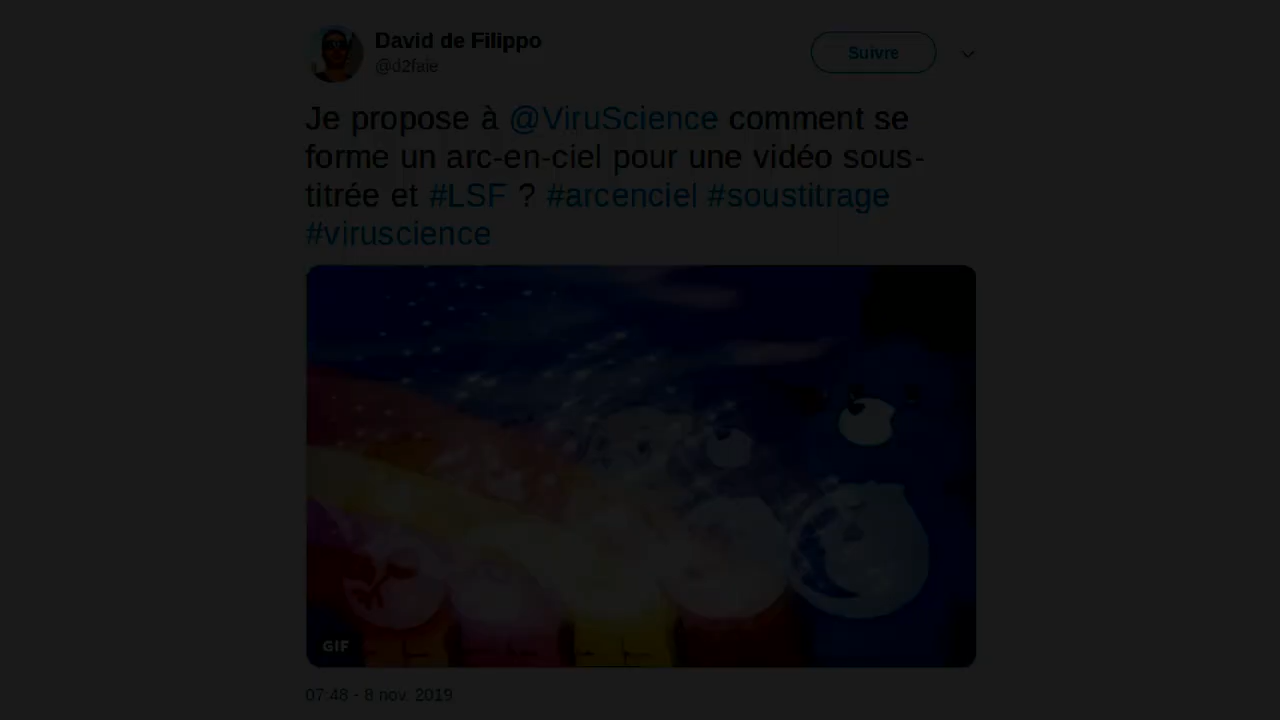 David de Filippo
@d2faie
Suivre
Je propose à @ViruScience comment se
forme un arc-en-ciel pour une vidéo sous-
titrée et #LSF ? #arcenciel #soustitrage
#viruscience
GIF
07:48 - 8 nov. 2019